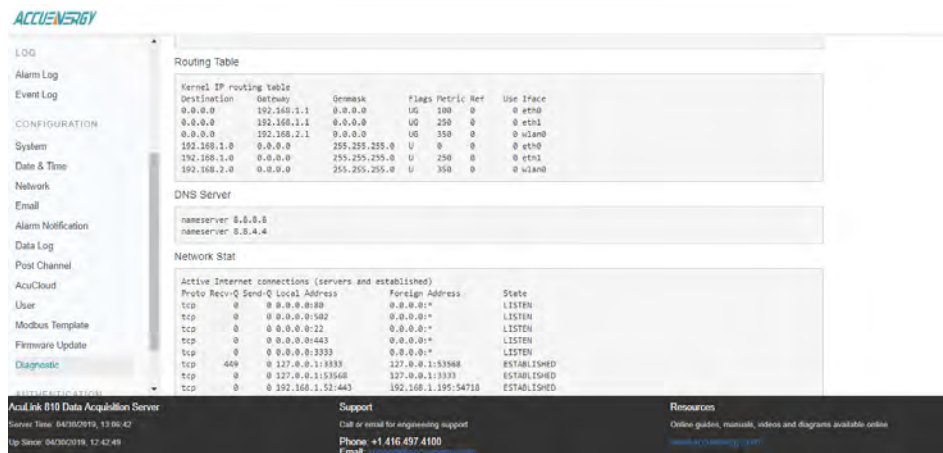 ACCUENERGY
LOG
Alarm Log
Event Log
CONFIGURATION
System
Date & Time
Network
Email
Alarm Notification
Data Log
Post Channel
AcuCloud
User
Modbus Template
Firmware Update
Diagnostic
AUTHENTICATION
Routing Table
Kernel IP routing table
Destination Gateway Genmask Flags Metric Ref Use Iface
0.0.0.0 192.168.1.1 0.0.0.0 UG 100 0 0 eth0
0.0.0.0 192.168.1.1 0.0.0.0 UG 250 0 0 eth1
0.0.0.0 192.168.2.1 0.0.0.0 UG 350 0 0 wlan0
192.168.1.0 0.0.0.0 255.255.255.0 U 0 0 0 eth0
192.168.1.0 0.0.0.0 255.255.255.0 U 250 0 0 eth1
192.168.2.0 0.0.0.0 255.255.255.0 U 350 0 0 wlan0
DNS Server
nameserver 8.8.8.8
nameserver 8.8.4.4
Network Stat
Active Internet connections (servers and established)
Proto Recv-Q Send-Q Local Address Foreign Address State
tcp 0 0 0.0.0.0:80 0.0.0.0:* LISTEN
tcp 0 0 0.0.0.0:502 0.0.0.0:* LISTEN
tcp 0 0 0.0.0.0:22 0.0.0.0:* LISTEN
tcp 0 0 0.0.0.0:443 0.0.0.0:* LISTEN
tcp 0 0 0.0.0.0:3333 0.0.0.0:* LISTEN
tcp 449 0 127.0.0.1:3333 127.0.0.1:53568 ESTABLISHED
tcp 0 0 127.0.0.1:53568 127.0.0.1:3333 ESTABLISHED
tcp 0 0 192.168.1.52:443 192.168.1.195:54718 ESTABLISHED
AcuLink 810 Data Acquisition Server
Server Time: 04/30/2019, 13:06:42
Up Since: 04/30/2019, 12:42:49
Support
Call or email for engineering support
Phone: +1 416 497 4100
Email:
Resources
Online guides, manuals, videos and diagrams available online